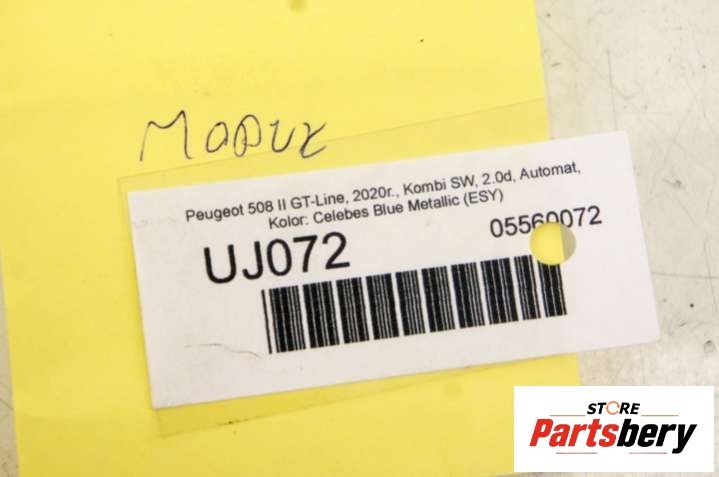 MODUŁ
Peugeot 508 II GT-Line, 2020r., Kombi SW, 2.0d, Automat,
Kolor: Celebes Blue Metallic (ESY)
UJ072
05560072
STORE
Partsbery